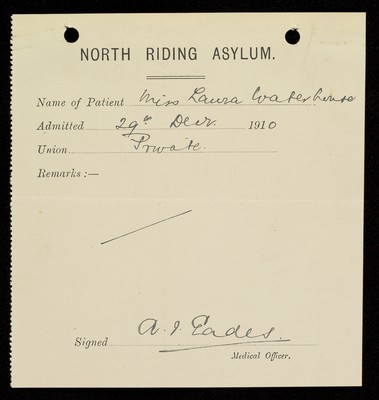 NORTH RIDING ASYLUM.
Name of Patient Miss Laura Waterhouse
Admitted 29th Decr. 1910
Union Private.
Remarks :—
A. I. Eades.
Signed
Medical Officer.